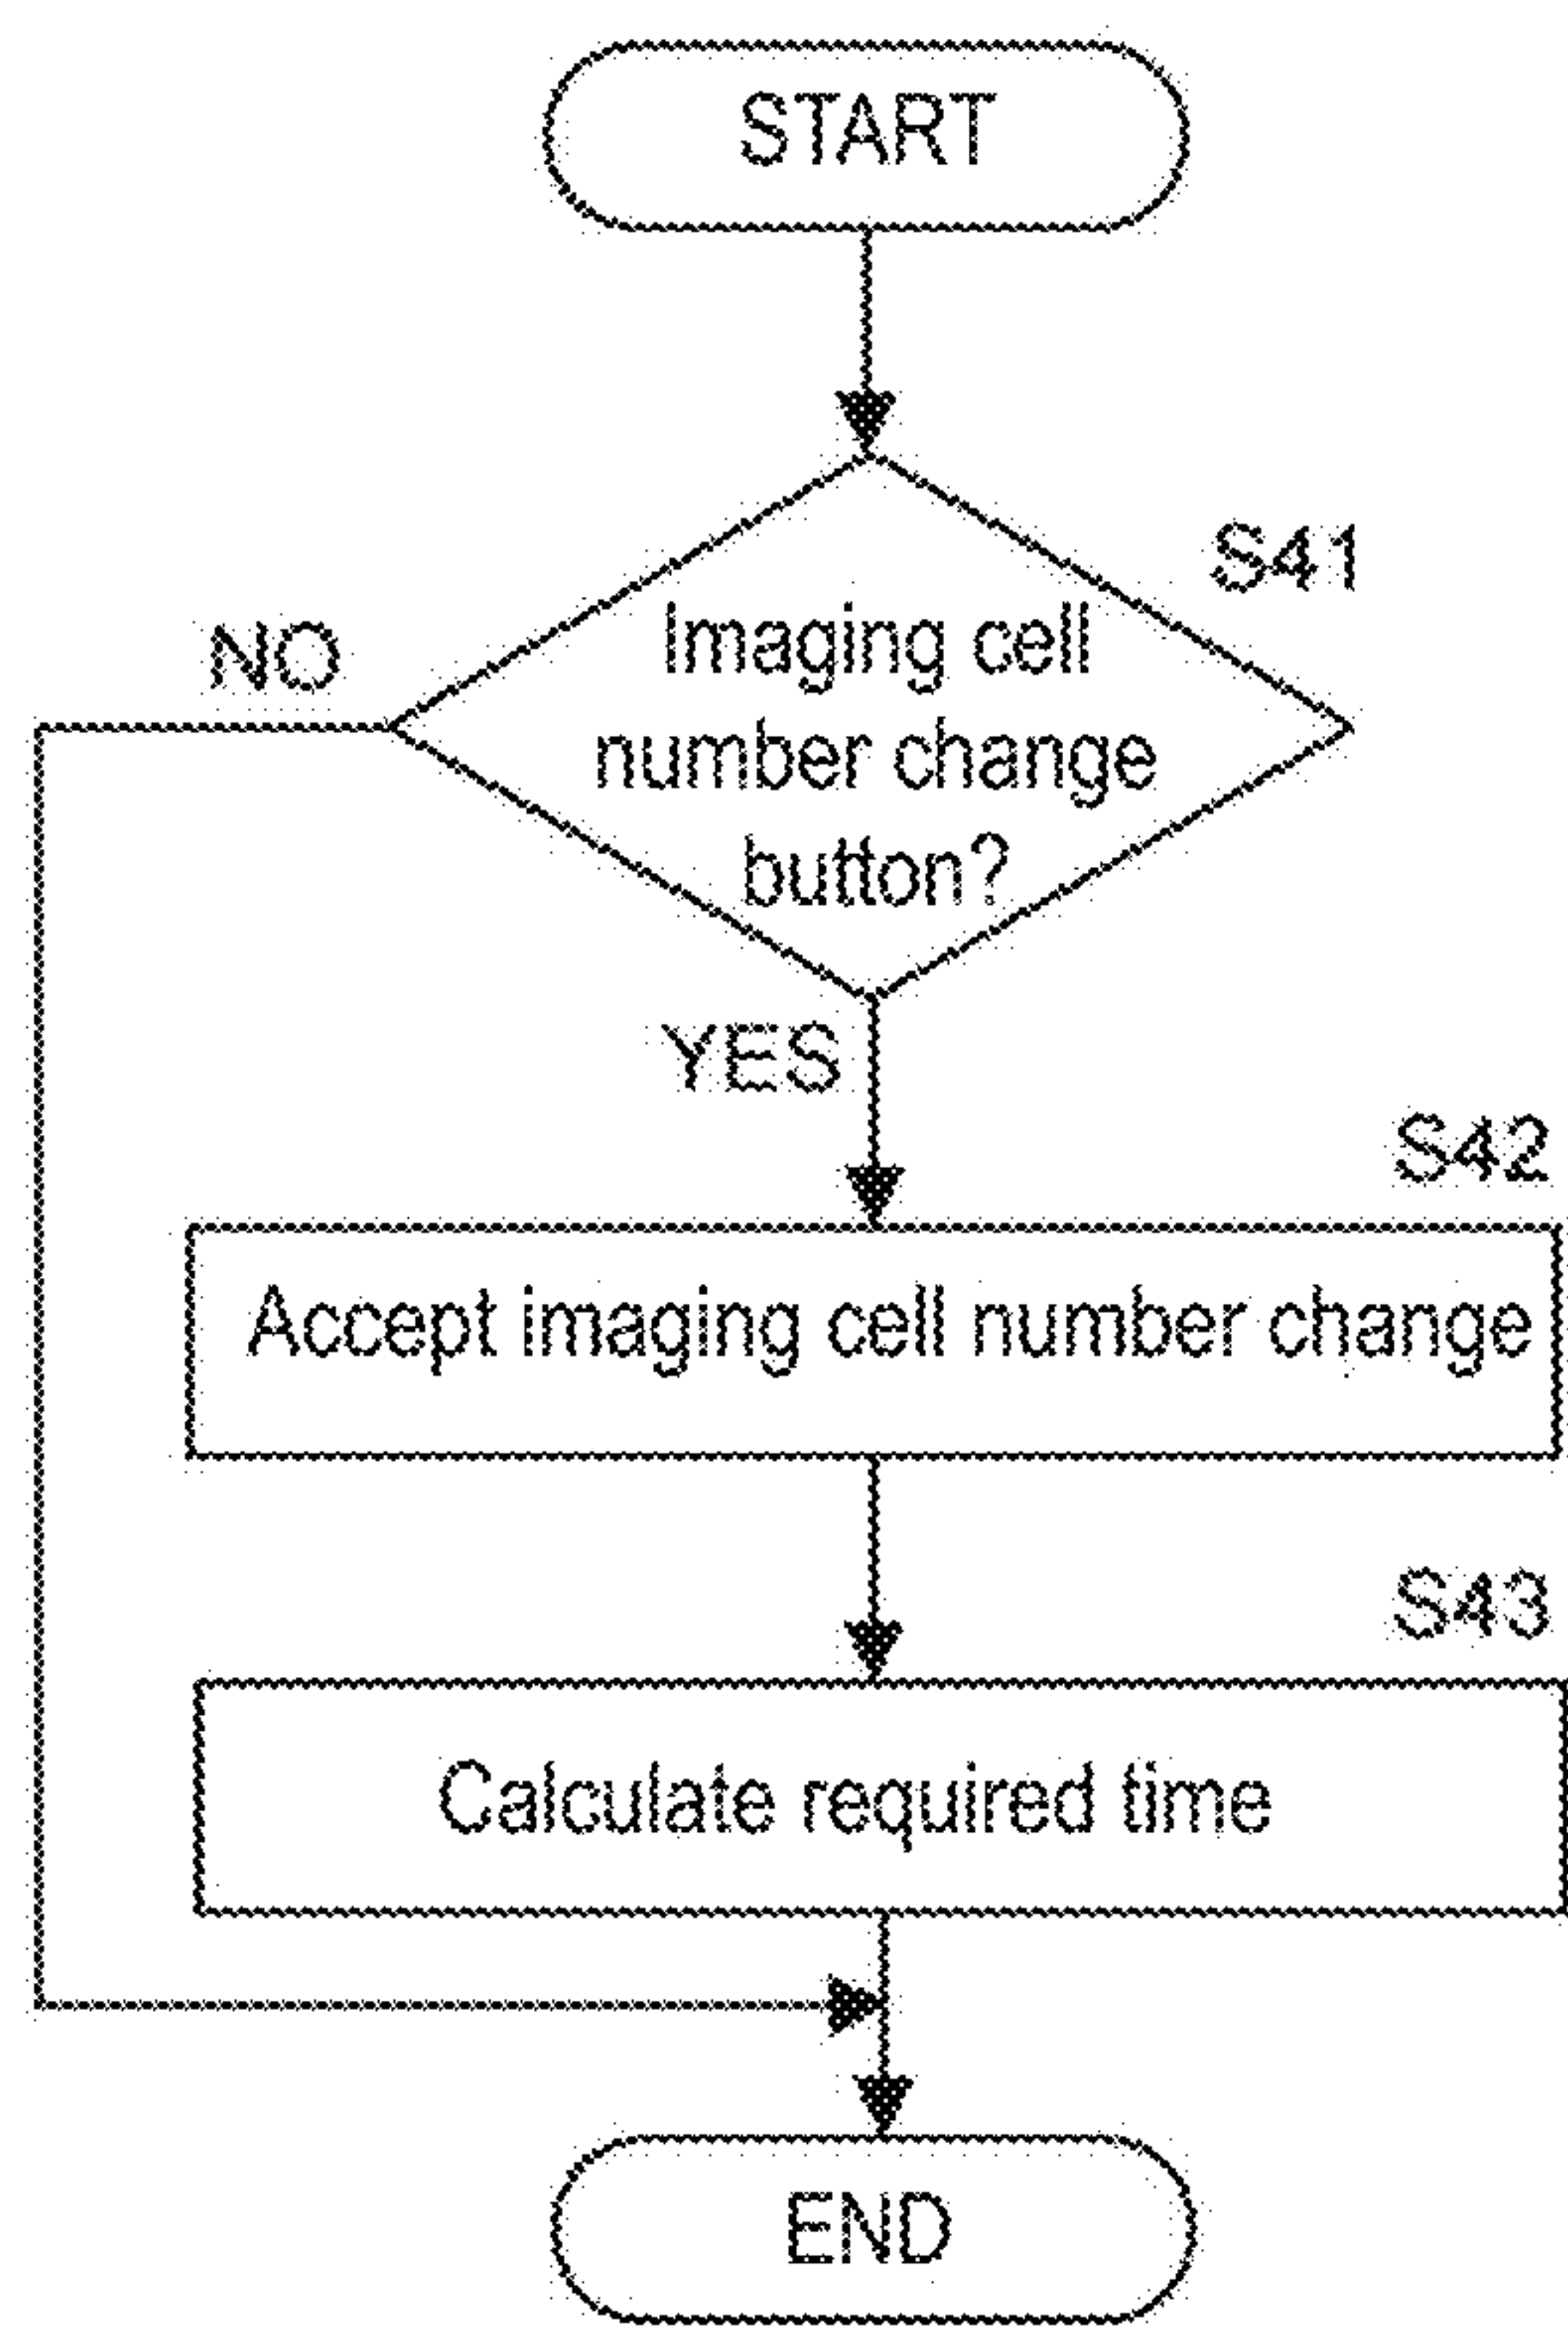 START
S41
NO
Imaging cell
number change
button?
YES
S42
Accept imaging cell number change
S43
Calculate required time
END